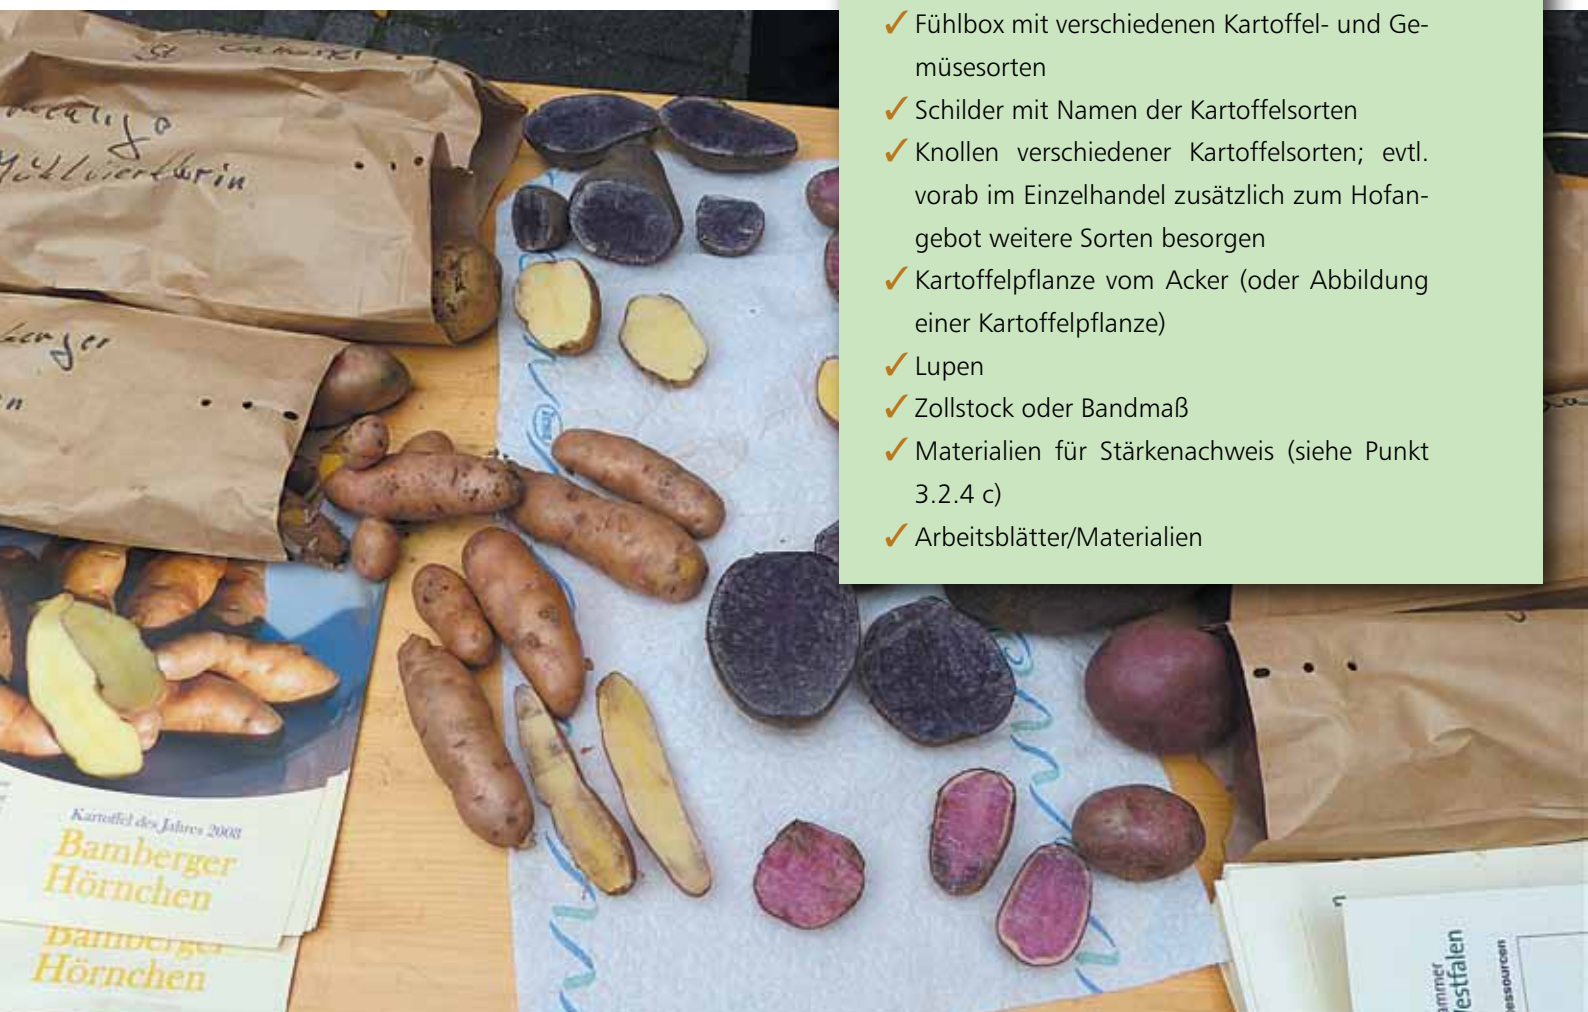 ✓ Fühlbox mit verschiedenen Kartoffel- und Ge-
müsesorten
✓ Schilder mit Namen der Kartoffelsorten
✓ Knollen verschiedener Kartoffelsorten; evtl.
vorab im Einzelhandel zusätzlich zum Hofan-
gebot weitere Sorten besorgen
✓ Kartoffelpflanze vom Acker (oder Abbildung
einer Kartoffelpflanze)
✓ Lupen
✓ Zollstock oder Bandmaß
✓ Materialien für Stärkenachweis (siehe Punkt
3.2.4 c)
✓ Arbeitsblätter/Materialien
Mühlviertlerin
Kartoffel des Jahres 2008
Bamberger
Hörnchen
Bamberger
Hörnchen